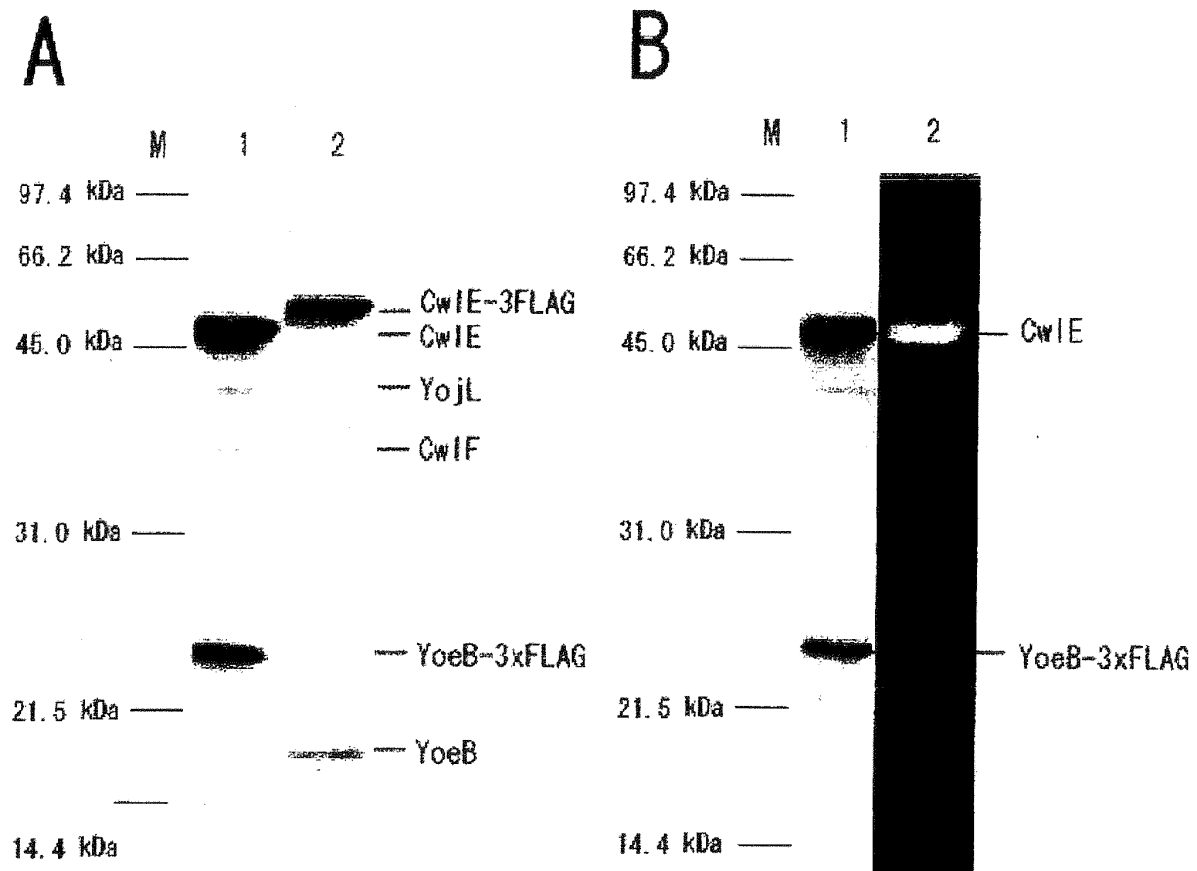 A
M 1 2
97.4 kDa
66.2 kDa
CwlE-3FLAG
CwlE
45.0 kDa
YojL
CwlF
31.0 kDa
YoeB-3xFLAG
21.5 kDa
YoeB
14.4 kDa
B
M 1 2
97.4 kDa
66.2 kDa
45.0 kDa
CwlE
31.0 kDa
YoeB-3xFLAG
21.5 kDa
14.4 kDa